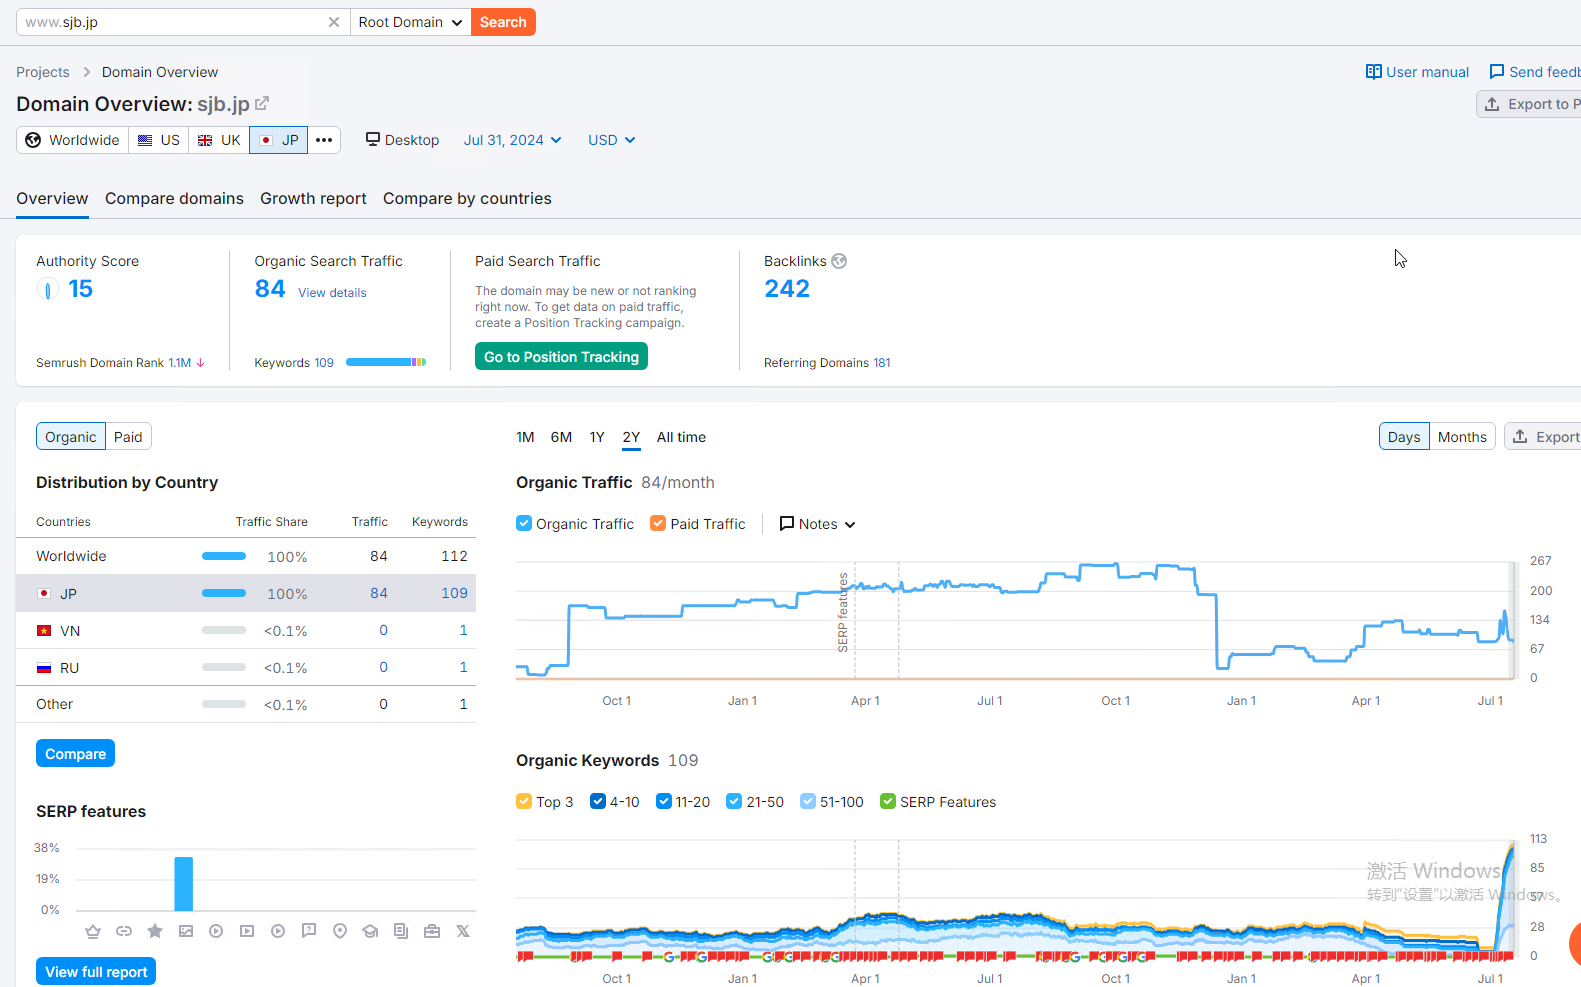 www.sjb.jp
Root Domain
Search
Projects
Domain Overview
User manual
Send feedb
Domain Overview: sjb.jp
Export to P
Worldwide
US
UK
JP
Desktop
Jul 31, 2024
USD
Overview
Compare domains
Growth report
Compare by countries
Authority Score
15
Semrush Domain Rank 1.1M
Organic Search Traffic
84 View details
Keywords 109
Paid Search Traffic
The domain may be new or not ranking
right now. To get data on paid traffic,
create a Position Tracking campaign.
Go to Position Tracking
Backlinks
242
Referring Domains 181
Organic
Paid
Distribution by Country
Countries Traffic Share Traffic Keywords
Worldwide 100% 84 112
JP 100% 84 109
VN <0.1% 0 1
RU <0.1% 0 1
Other <0.1% 0 1
Compare
SERP features
38%
19%
0%
View full report
1M 6M 1Y 2Y All time
Days
Months
Export
Organic Traffic 84/month
Organic Traffic
Paid Traffic
Notes
SERP features
267
200
134
67
0
Oct 1 Jan 1 Apr 1 Jul 1 Oct 1 Jan 1 Apr 1 Jul 1
Organic Keywords 109
Top 3
4-10
11-20
21-50
51-100
SERP Features
113
85
57
28
0
激活 Windows
转到“设置”以激活 Windows。
Oct 1 Jan 1 Apr 1 Jul 1 Oct 1 Jan 1 Apr 1 Jul 1